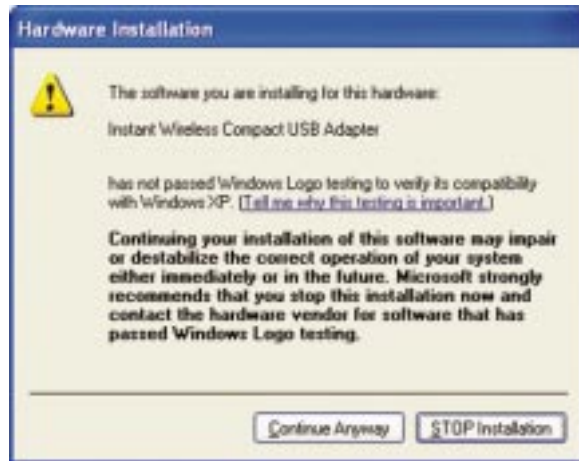 Hardware Installation
The software you are installing for this hardware:
Instant Wireless Compact USB Adapter
has not passed Windows Logo testing to verify its compatibility
with Windows XP. (Tell me why this testing is important.)
Continuing your installation of this software may impair
or destabilize the correct operation of your system
either immediately or in the future. Microsoft strongly
recommends that you stop this installation now and
contact the hardware vendor for software that has
passed Windows Logo testing.
Continue Anyway
STOP Installation